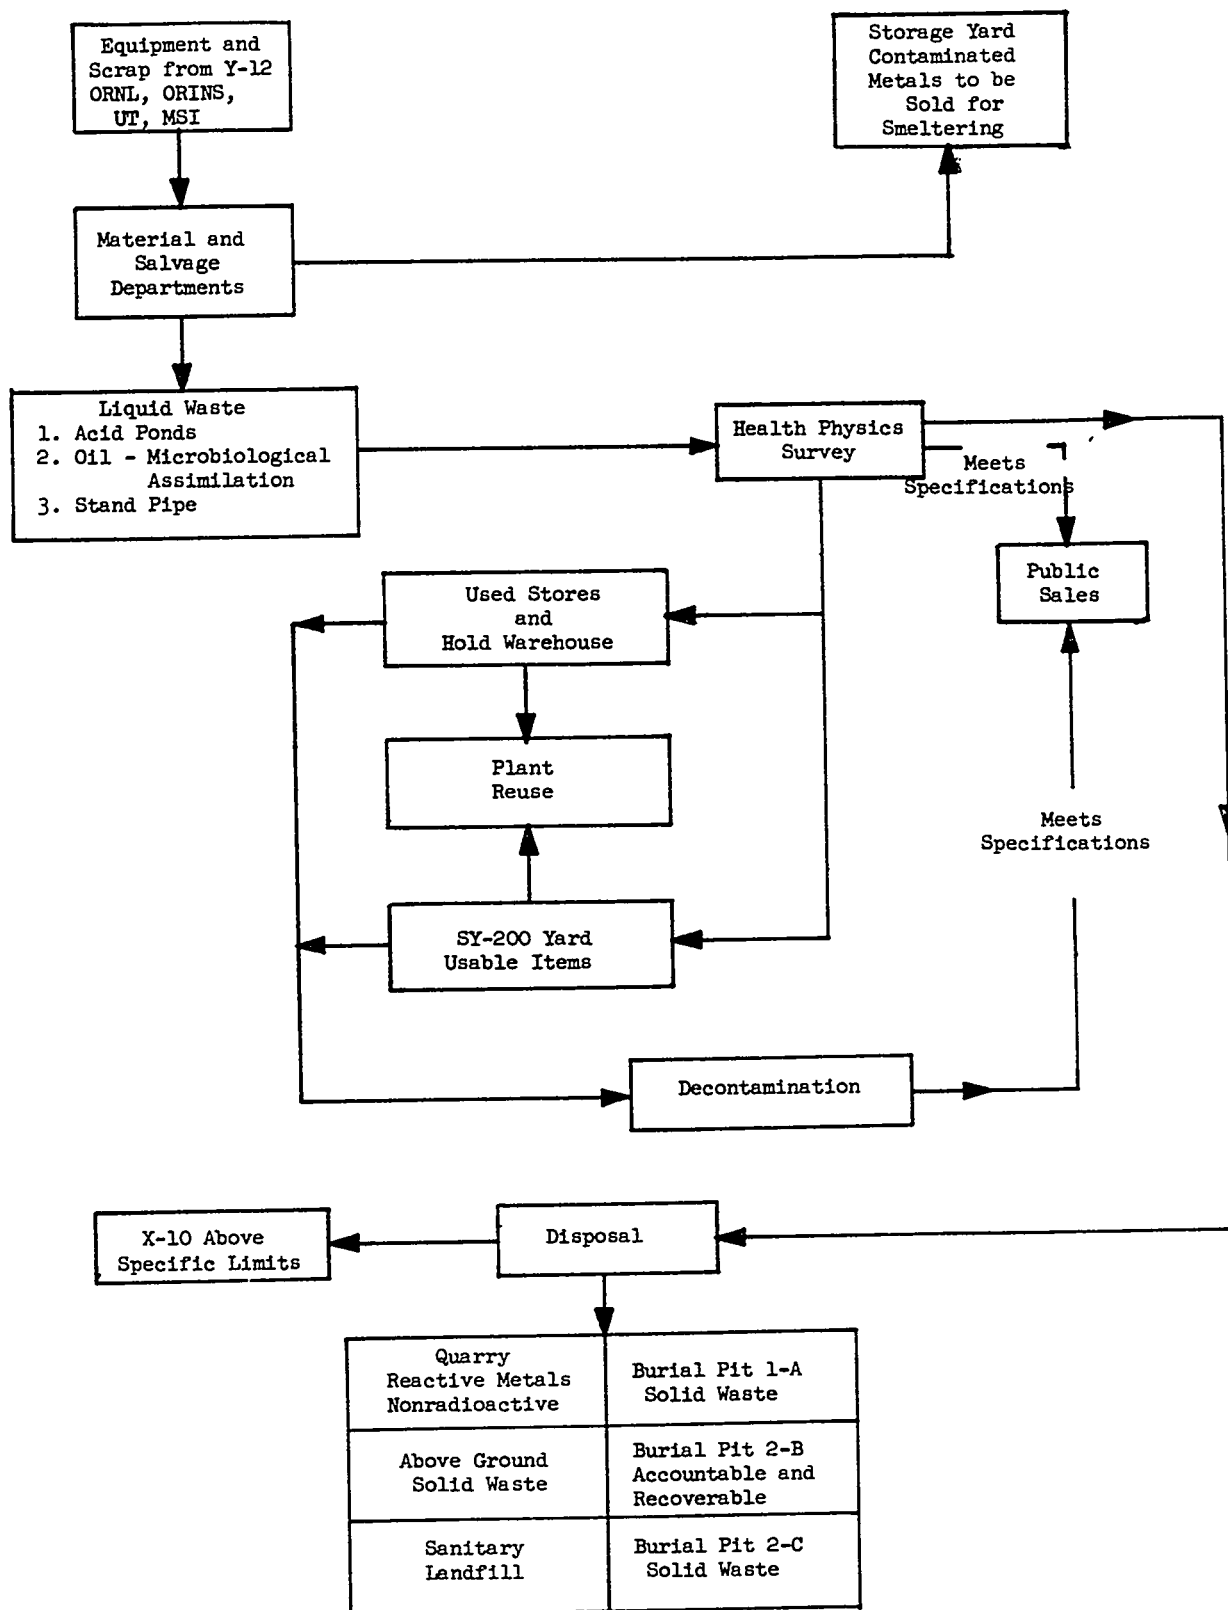 Equipment and
Scrap from Y-12
ORNL, ORINS,
UT, MSI
Storage Yard
Contaminated
Metals to be
Sold for
Smeltering
Material and
Salvage
Departments
Liquid Waste
1. Acid Ponds
2. Oil - Microbiological
Assimilation
3. Stand Pipe
Health Physics
Survey
Meets
Specifications
Public
Sales
Used Stores
and
Hold Warehouse
Plant
Reuse
Meets
Specifications
SY-200 Yard
Usable Items
Decontamination
X-10 Above
Specific Limits
Disposal
Quarry
Reactive Metals
Nonradioactive
Burial Pit 1-A
Solid Waste
Above Ground
Solid Waste
Burial Pit 2-B
Accountable and
Recoverable
Sanitary
Landfill
Burial Pit 2-C
Solid Waste